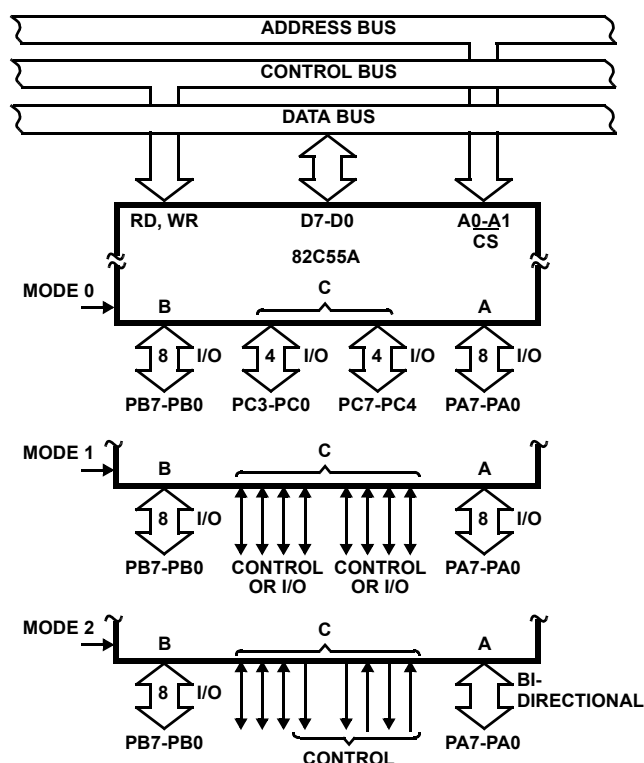 ADDRESS BUS
CONTROL BUS
DATA BUS
RD, WR D7-D0 A0-A1
CS
82C55A
MODE 0
B C A
8 I/O 4 I/O 4 I/O 8 I/O
PB7-PB0 PC3-PC0 PC7-PC4 PA7-PA0
MODE 1
B C A
8 I/O 8 I/O
PB7-PB0 CONTROL CONTROL PA7-PA0
OR I/O OR I/O
MODE 2
B C A
8 I/O BI-
DIRECTIONAL
PB7-PB0 PA7-PA0
CONTROL